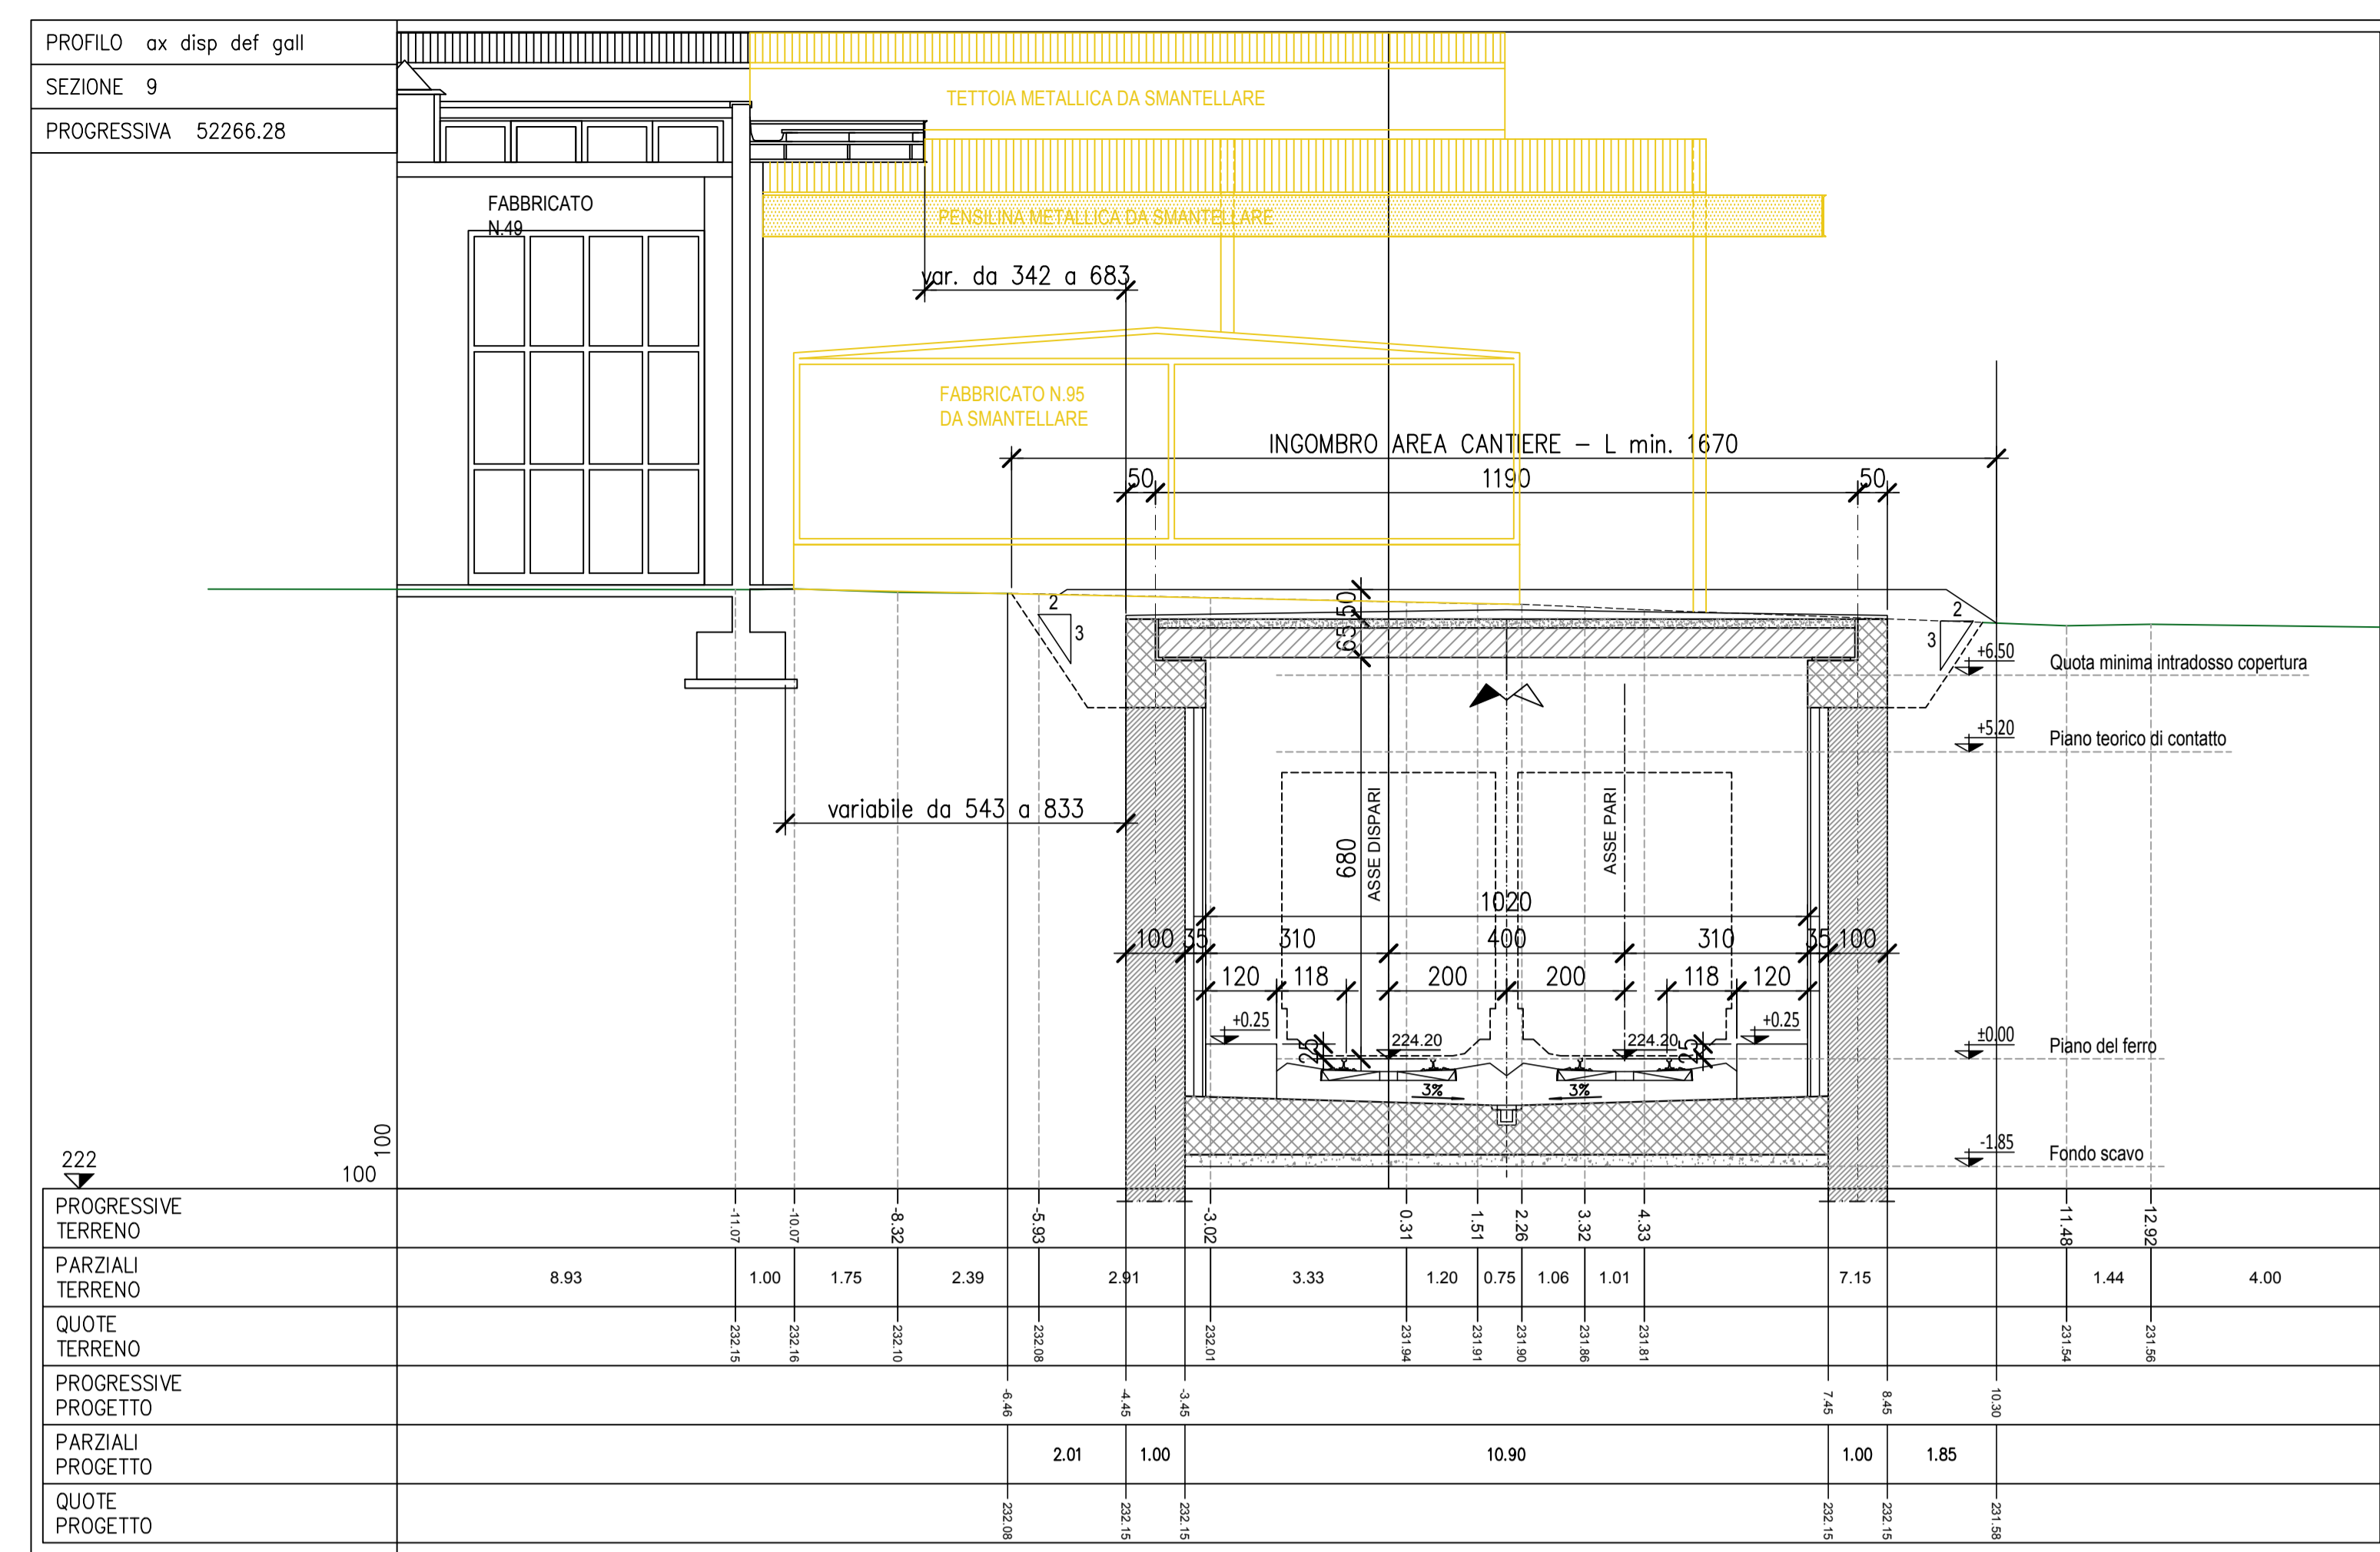 PROFILO ax disp def gall
SEZIONE 9
PROGRESSIVA 52266.28
TETTOIA METALLICA DA SMANTELLARE
FABBRICATO
N.49
PENSILINA METALLICA DA SMANTELLARE
var. da 342 a 683
FABBRICATO N.95
DA SMANTELLARE
INGOMBRO AREA CANTIERE – L min. 1670
50 1190 50
50
65
2
3
2
3
+6.50 Quota minima intradosso copertura
+5.20 Piano teorico di contatto
variabile da 543 a 833
680
ASSE DISPARI
ASSE PARI
1020
100 35 310 400 310 35 100
120 118 200 200 118 120
+0.25 +0.25
25 224.20 224.20 25
±0.00 Piano del ferro
3% 3%
-1.85 Fondo scavo
222
100
100
PROGRESSIVE
TERRENO
-11.07 -10.07 -8.32 -5.93 -3.02 0.31 1.51 2.26 3.32 4.33 11.48 12.92
PARZIALI
TERRENO
8.93 1.00 1.75 2.39 2.91 3.33 1.20 0.75 1.06 1.01 7.15 1.44 4.00
QUOTE
TERRENO
232.15 232.16 232.10 232.08 232.01 231.94 231.91 231.90 231.86 231.81 231.54 231.56
PROGRESSIVE
PROGETTO
-6.46 -4.45 -3.45 7.45 8.45 10.30
PARZIALI
PROGETTO
2.01 1.00 10.90 1.00 1.85
QUOTE
PROGETTO
232.08 232.15 232.15 232.15 232.15 231.58